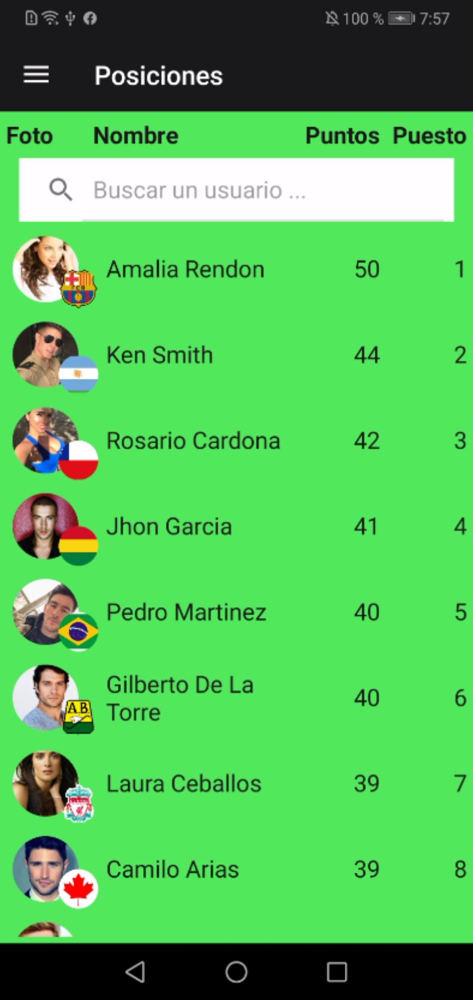 100 % 7:57
Posiciones
Foto Nombre Puntos Puesto
Buscar un usuario ...
Amalia Rendon 50 1
FCB
Ken Smith 44 2
Rosario Cardona 42 3
Jhon Garcia 41 4
Pedro Martinez 40 5
Gilberto De La
Torre 40 6
A.B.
Laura Ceballos 39 7
Camilo Arias 39 8